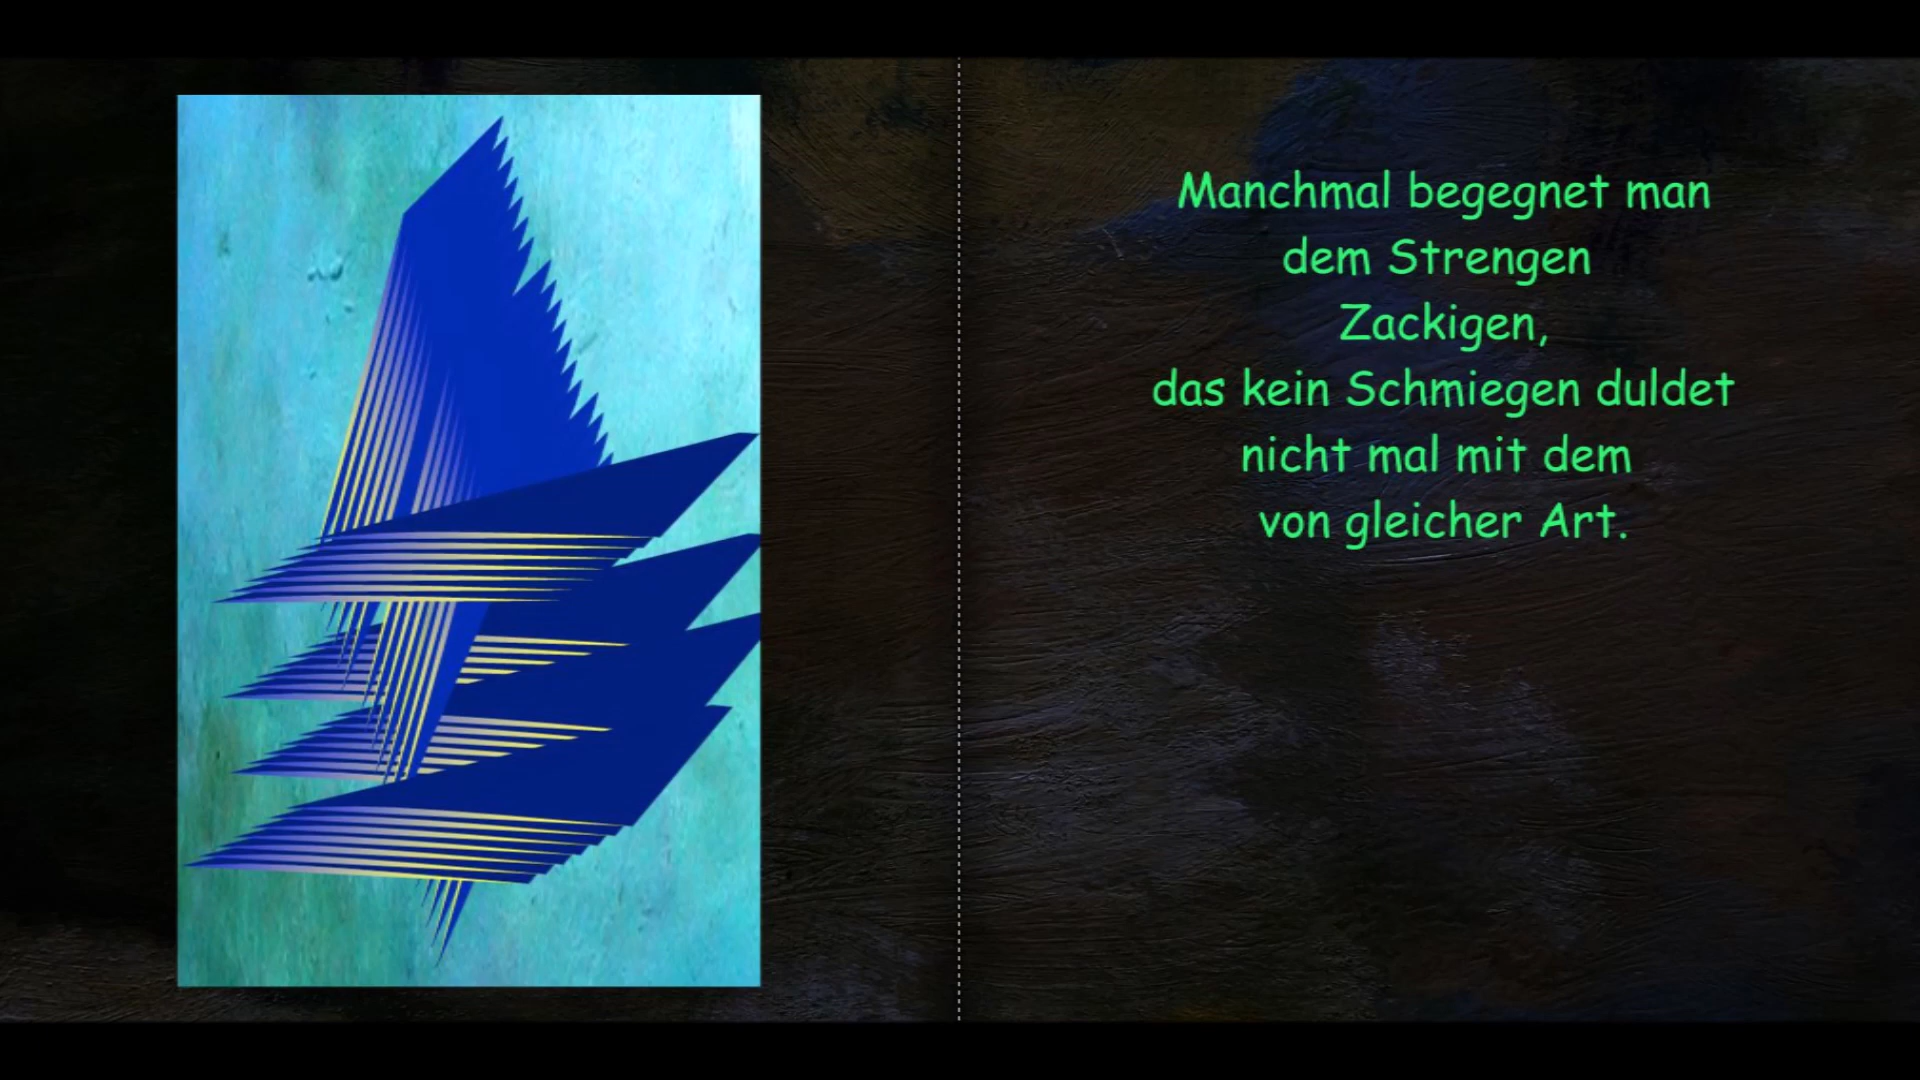 Manchmal begegnet man
dem Strengen
Zackigen,
das kein Schmiegen duldet
nicht mal mit dem
von gleicher Art.